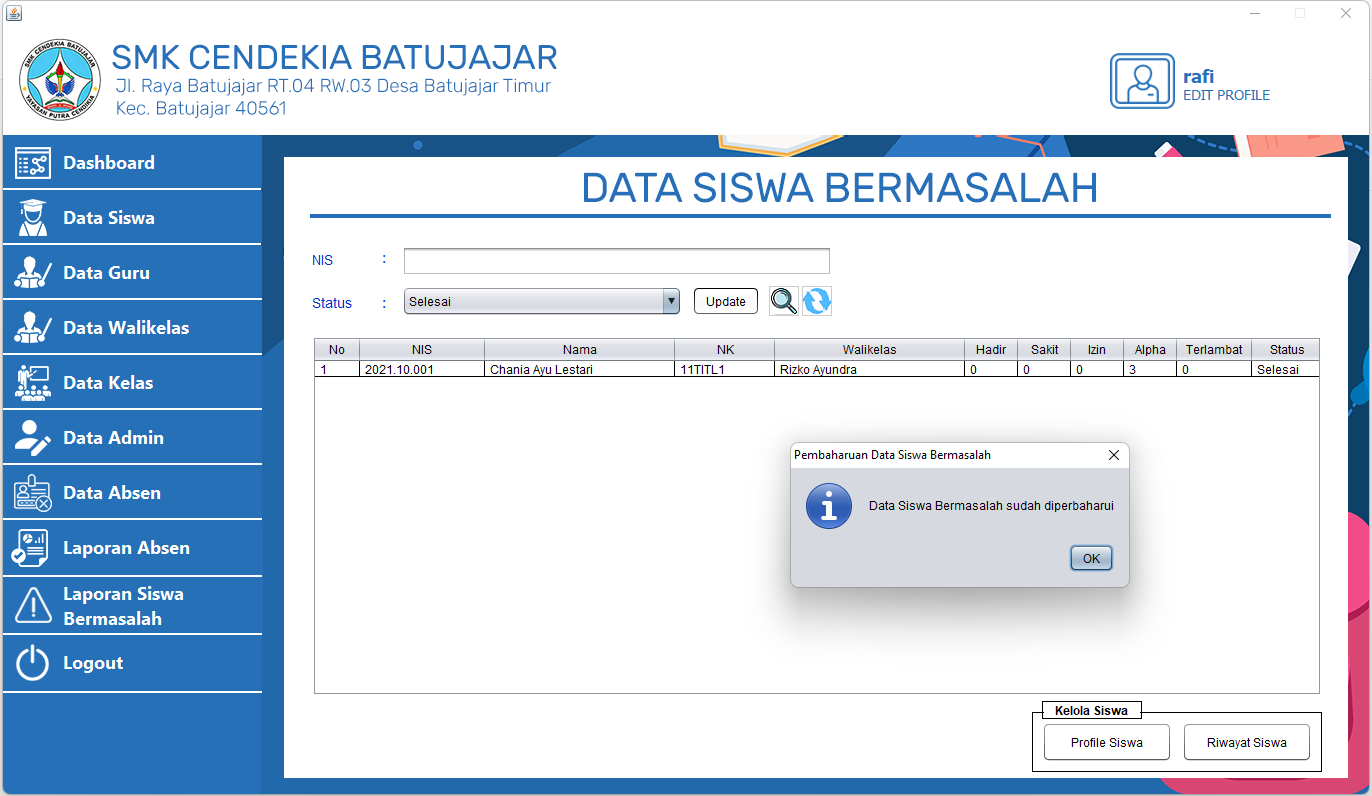 SMK CENDEKIA BATUJAJAR
YAYASAN PUTRA CENDIKIA
SMK CENDEKIA BATUJAJAR
Jl. Raya Batujajar RT.04 RW.03 Desa Batujajar Timur
Kec. Batujajar 40561
rafi
EDIT PROFILE
Dashboard
Data Siswa
Data Guru
Data Walikelas
Data Kelas
Data Admin
Data Absen
Laporan Absen
Laporan Siswa
Bermasalah
Logout
DATA SISWA BERMASALAH
NIS :
Status : Selesai Update
No NIS Nama NK Walikelas Hadir Sakit Izin Alpha Terlambat Status
1 2021.10.001 Chania Ayu Lestari 11TITL1 Rizko Ayundra 0 0 0 3 0 Selesai
Pembaharuan Data Siswa Bermasalah
Data Siswa Bermasalah sudah diperbaharui
OK
Kelola Siswa
Profile Siswa Riwayat Siswa